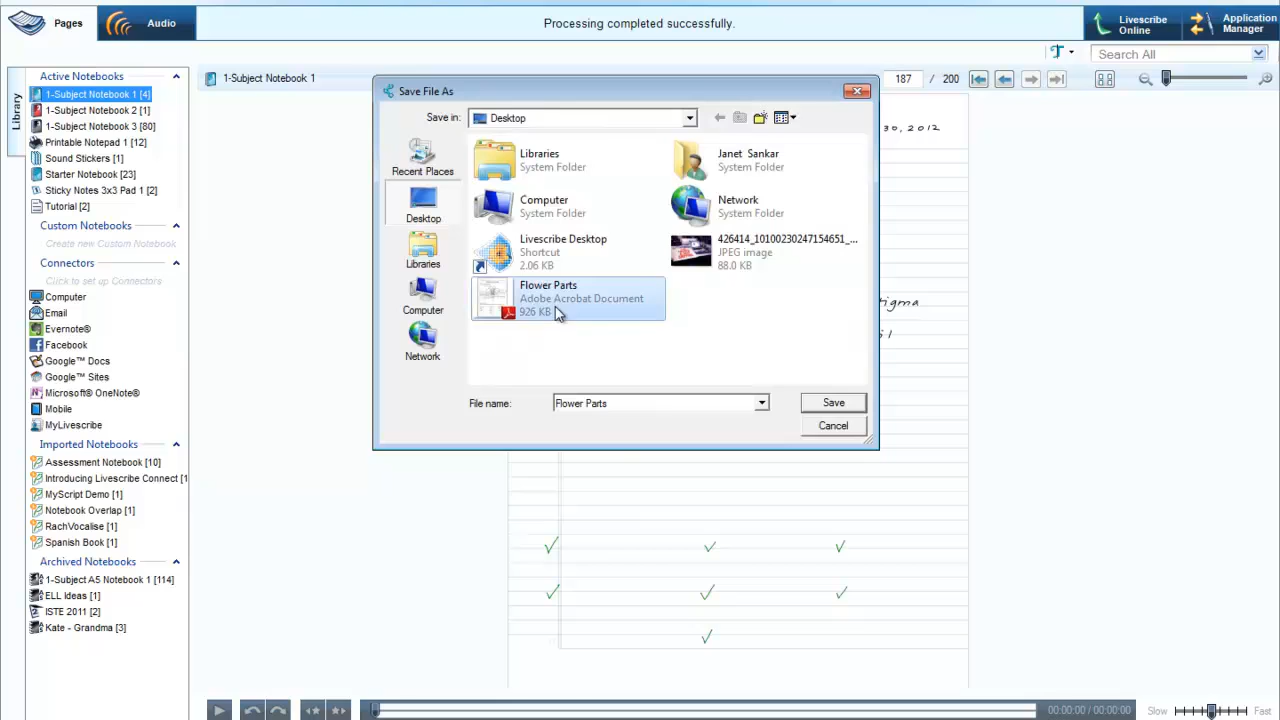 Pages
Audio
Processing completed successfully.
Livescribe Online
Application Manager
Search All
Library
Active Notebooks
1-Subject Notebook 1 [4]
1-Subject Notebook 2 [1]
1-Subject Notebook 3 [80]
Printable Notepad 1 [12]
Sound Stickers [1]
Starter Notebook [23]
Sticky Notes 3x3 Pad 1 [2]
Tutorial [2]
Custom Notebooks
Create new Custom Notebook
Connectors
Click to set up Connectors
Computer
Email
Evernote®
Facebook
Google™ Docs
Google™ Sites
Microsoft® OneNote®
Mobile
MyLivescribe
Imported Notebooks
Assessment Notebook [10]
Introducing Livescribe Connect [1
MyScript Demo [1]
Notebook Overlap [1]
RachVocalise [1]
Spanish Book [1]
Archived Notebooks
1-Subject A5 Notebook 1 [114]
ELL Ideas [1]
ISTE 2011 [2]
Kate - Grandma [3]
1-Subject Notebook 1
187 / 200
30, 2012
Save File As
Save in: Desktop
Recent Places
Desktop
Libraries
Computer
Network
Libraries
System Folder
Janet Sankar
System Folder
Computer
System Folder
Network
System Folder
Livescribe Desktop
Shortcut
2.06 KB
426414_10100230247154651_...
JPEG image
88.0 KB
Flower Parts
Adobe Acrobat Document
926 KB
File name: Flower Parts
Save
Cancel
00:00:00 / 00:00:00
Slow
Fast